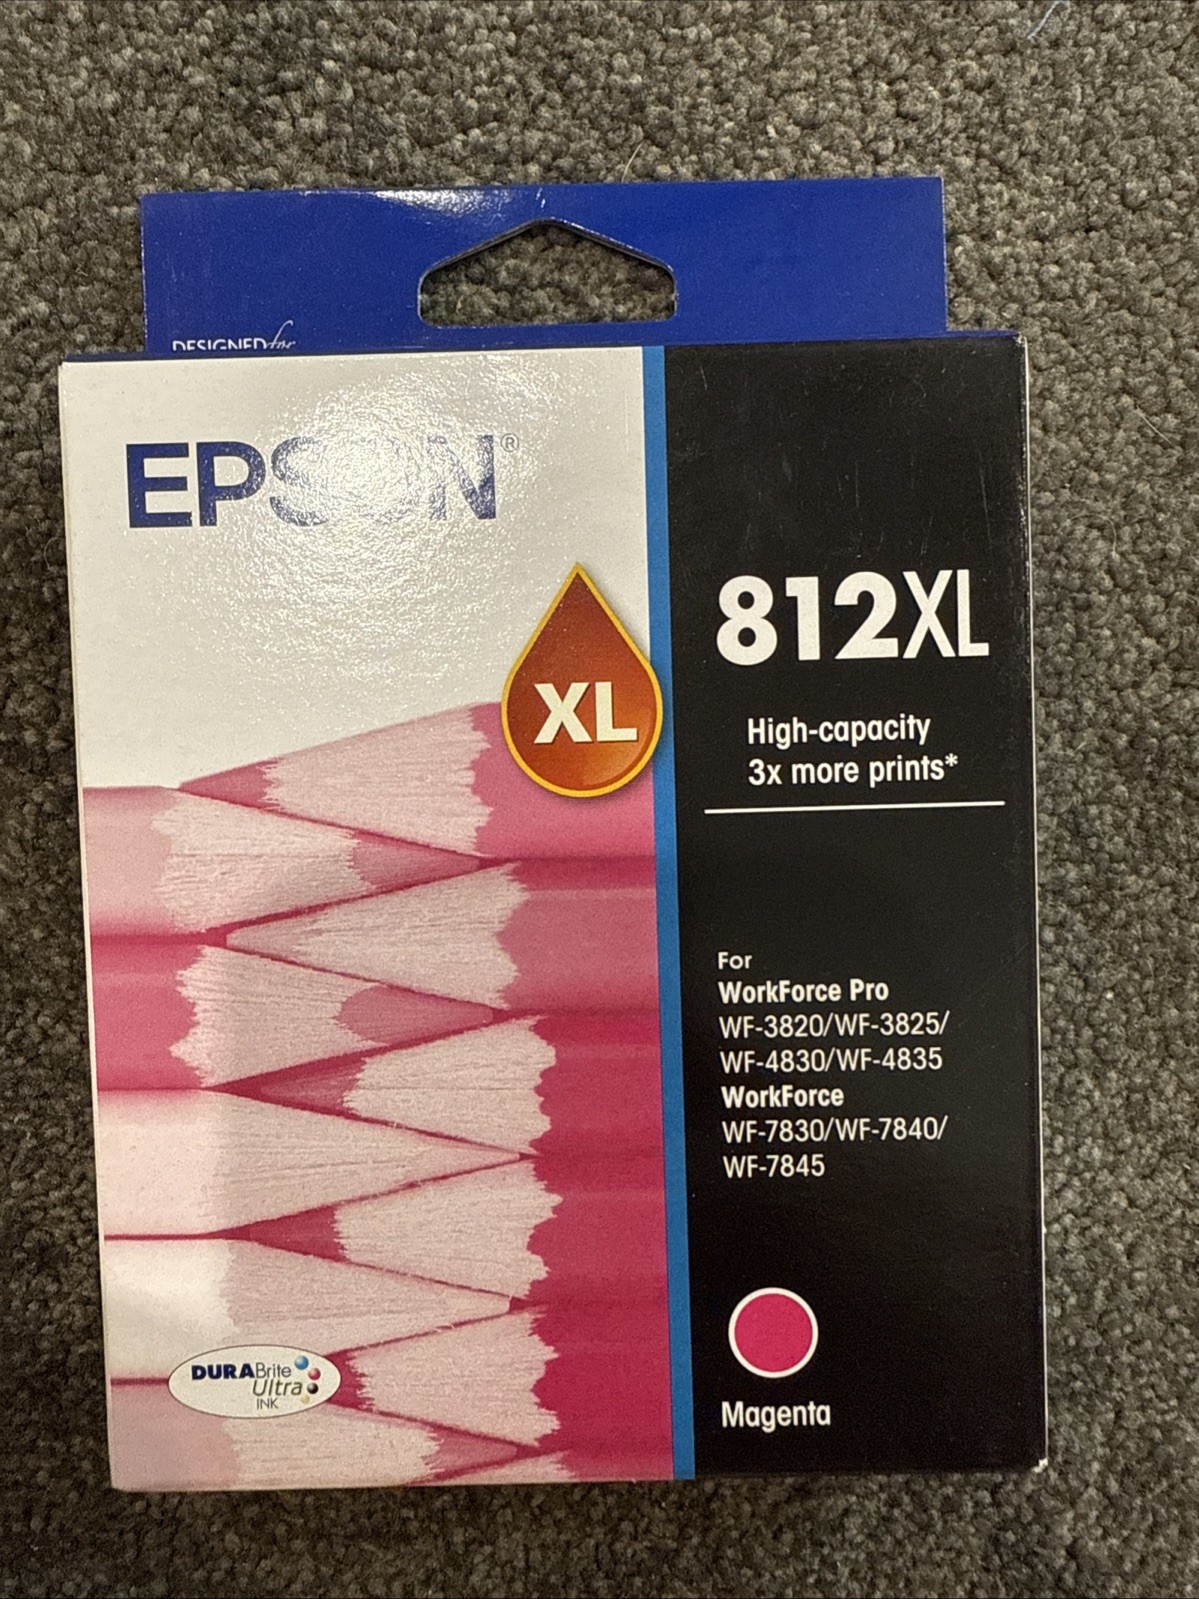 DESIGNED for
EPSON®
XL
812XL
High-capacity
3x more prints*
For
WorkForce Pro
WF-3820/WF-3825/
WF-4830/WF-4835
WorkForce
WF-7830/WF-7840/
WF-7845
DURABrite
Ultra
INK
Magenta